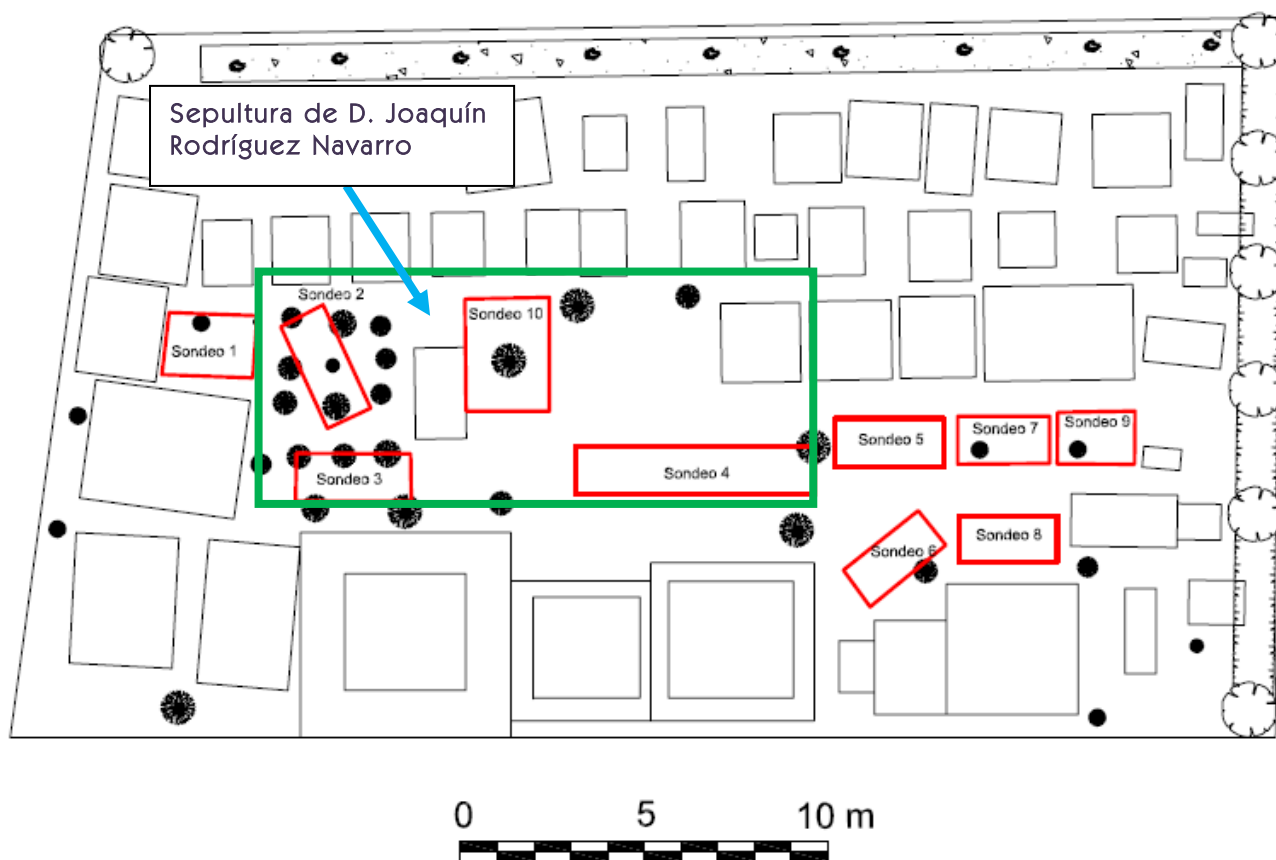 Sepultura de D. Joaquín
Rodríguez Navarro
Sondeo 2
Sondeo 10
Sondeo 1
Sondeo 5
Sondeo 7
Sondeo 9
Sondeo 3
Sondeo 4
Sondeo 8
Sondeo 6
0 5 10 m